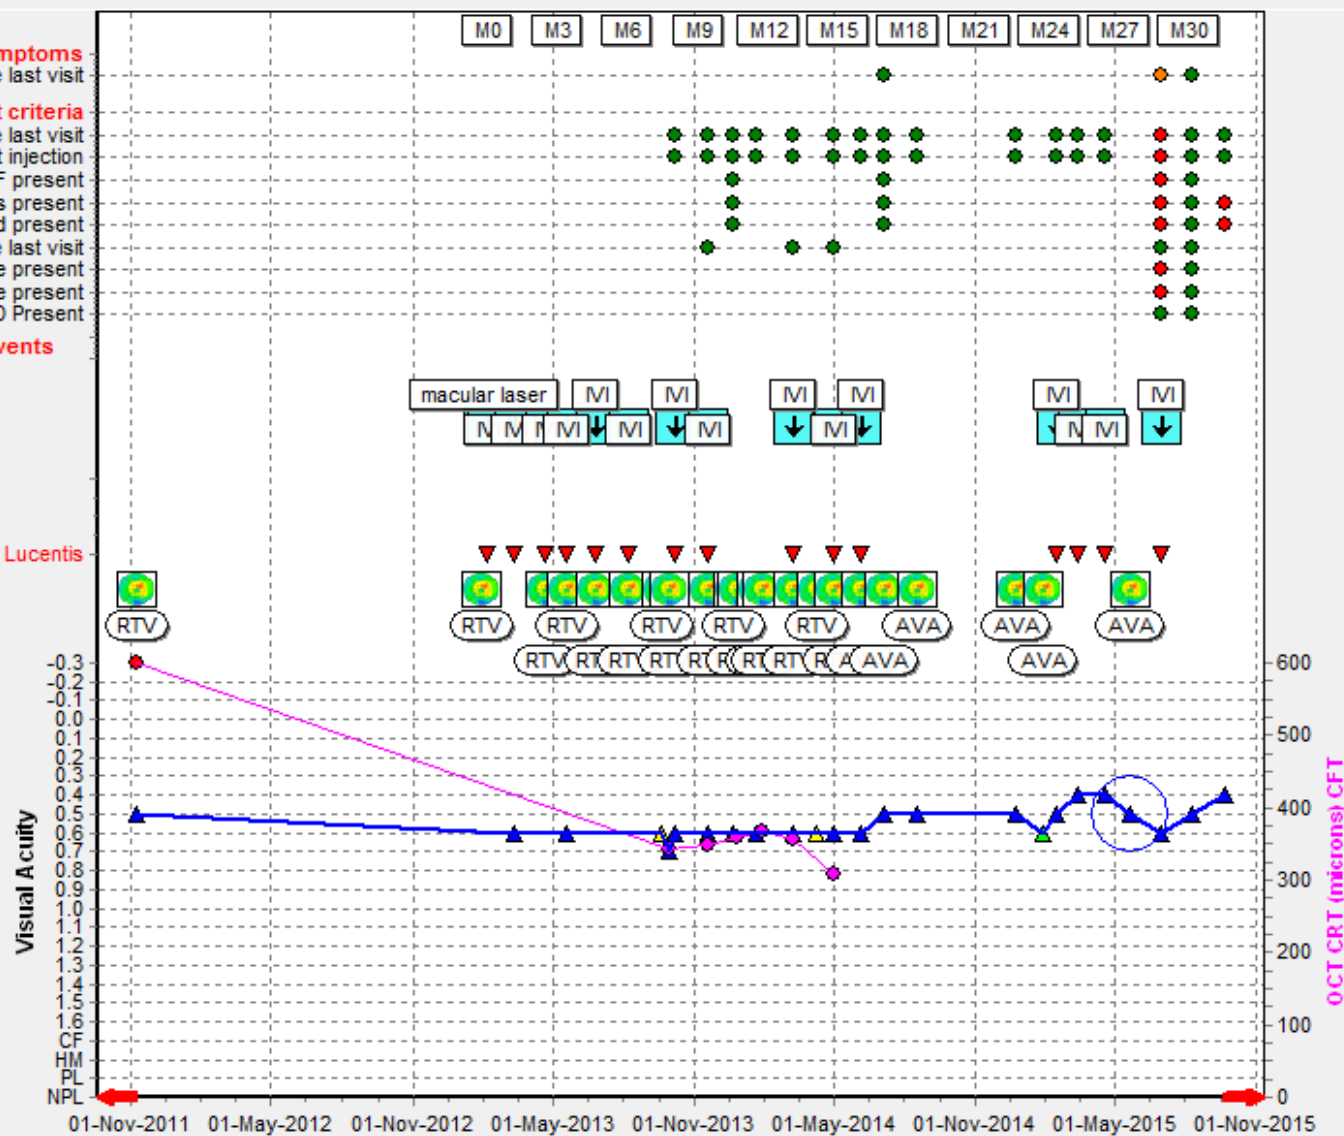 M0 M3 M6 M9 M12 M15 M18 M21 M24 M27 M30
mptoms
e last visit
t criteria
e last visit
t injection
F present
s present
d present
e last visit
e present
e present
D Present
vents
macular laser IVI IVI IVI IVI IVI IVI
IVI IVI IVI IVI IVI
Lucentis
RTV RTV RTV RTV RTV RTV AVA AVA AVA
RTV AVA AVA
-0.3 600
-0.2
-0.1
0.0
0.1 500
0.2
0.3
0.4 400
0.5
0.6
0.7
0.8 300
0.9
1.0
1.1
1.2 200
1.3
1.4
1.5
1.6 100
CF
HM
PL
NPL 0
Visual Acuity
OCT CRT (microns) CFT
01-Nov-2011 01-May-2012 01-Nov-2012 01-May-2013 01-Nov-2013 01-May-2014 01-Nov-2014 01-May-2015 01-Nov-2015